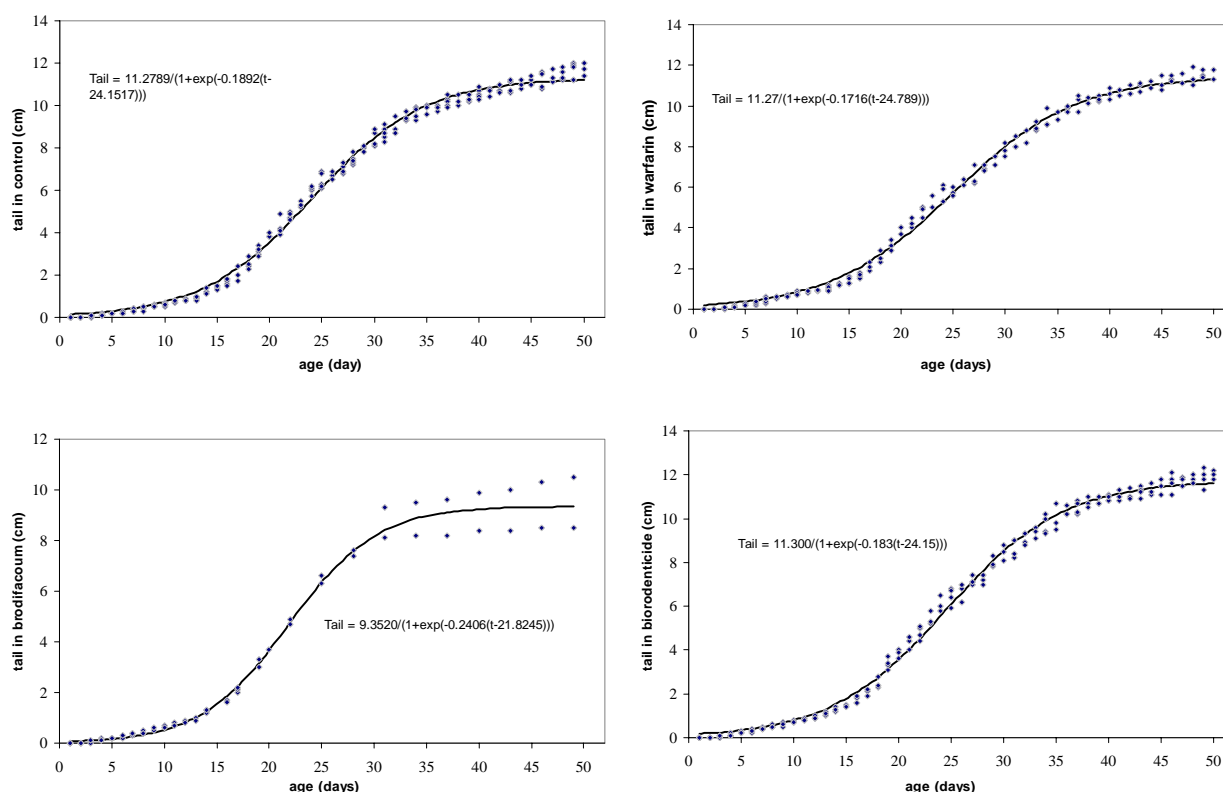 14
12
10
8
6
4
2
0
tail in control (cm)
Tail = 11.2789/(1+exp(-0.1892(t-
24.1517)))
0 5 10 15 20 25 30 35 40 45 50
age (day)
14
12
10
8
6
4
2
0
tail in warfarin (cm)
Tail = 11.27/(1+exp(-0.1716(t-24.789)))
0 5 10 15 20 25 30 35 40 45 50
age (days)
12
10
8
6
4
2
0
tail in brodifacoum (cm)
Tail = 9.3520/(1+exp(-0.2406(t-21.8245)))
0 5 10 15 20 25 30 35 40 45 50
age (days)
14
12
10
8
6
4
2
0
tail in biorodenticide (cm)
Tail = 11.300/(1+exp(-0.183(t-24.15)))
0 5 10 15 20 25 30 35 40 45 50
age (days)